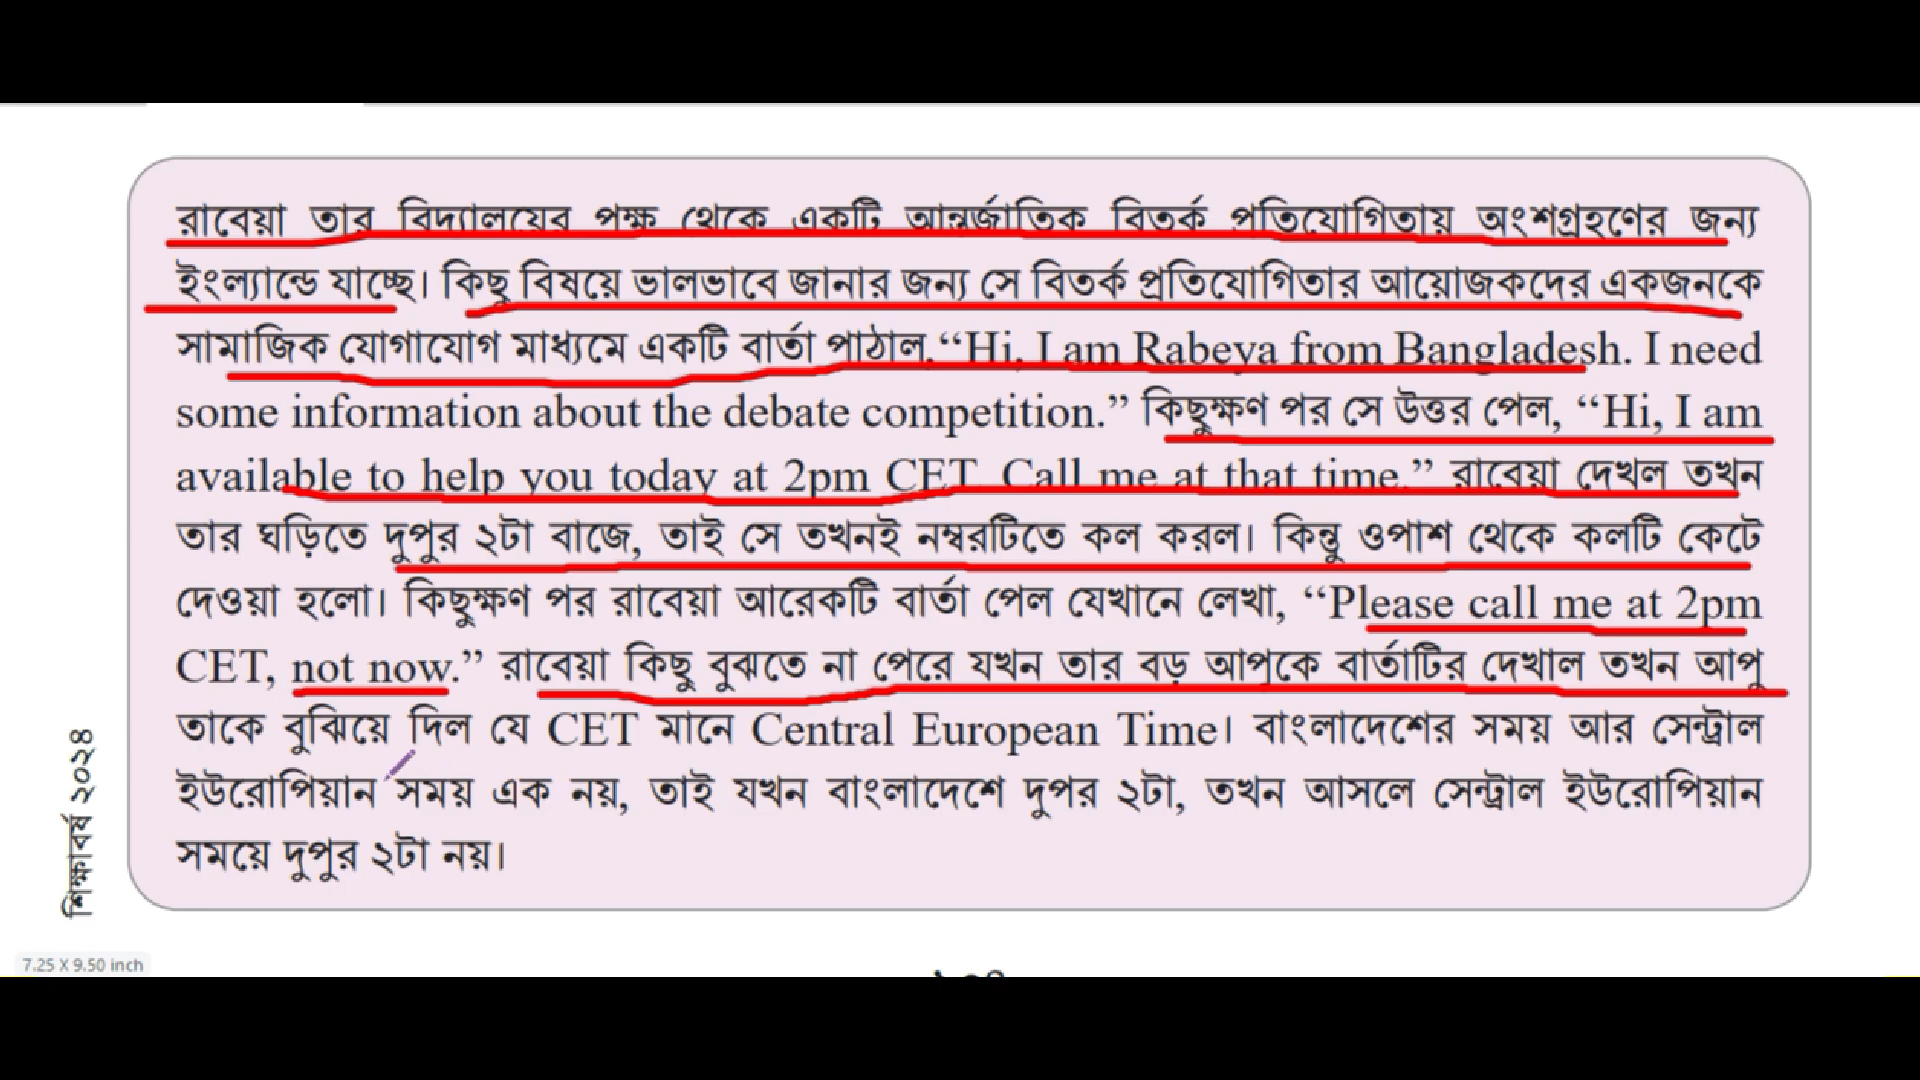 রাবেয়া তার বিদ্যালয়ের পক্ষ থেকে একটি আন্তর্জাতিক বিতর্ক প্রতিযোগিতায় অংশগ্রহণের জন্য
ইংল্যান্ডে যাচ্ছে। কিছু বিষয়ে ভালভাবে জানার জন্য সে বিতর্ক প্রতিযোগিতার আয়োজকদের একজনকে
সামাজিক যোগাযোগ মাধ্যমে একটি বার্তা পাঠাল, “Hi, I am Rabeya from Bangladesh. I need
some information about the debate competition.” কিছুক্ষণ পর সে উত্তর পেল, “Hi, I am
available to help you today at 2pm CET. Call me at that time.” রাবেয়া দেখল তখন
তার ঘড়িতে দুপুর ২টা বাজে, তাই সে তখনই নম্বরটিতে কল করল। কিন্তু ওপাশ থেকে কলটি কেটে
দেওয়া হলো। কিছুক্ষণ পর রাবেয়া আরেকটি বার্তা পেল যেখানে লেখা, “Please call me at 2pm
CET, not now.” রাবেয়া কিছু বুঝতে না পেরে যখন তার বড় আপুকে বার্তাটির দেখাল তখন আপু
তাকে বুঝিয়ে দিল যে CET মানে Central European Time। বাংলাদেশের সময় আর সেন্ট্রাল
ইউরোপিয়ান সময় এক নয়, তাই যখন বাংলাদেশে দুপর ২টা, তখন আসলে সেন্ট্রাল ইউরোপিয়ান
সময়ে দুপুর ২টা নয়।
শিক্ষাবর্ষ ২০২৪
7.25 X 9.50 inch